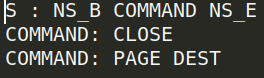 S : NS_B COMMAND NS_E
COMMAND: CLOSE
COMMAND: PAGE DEST